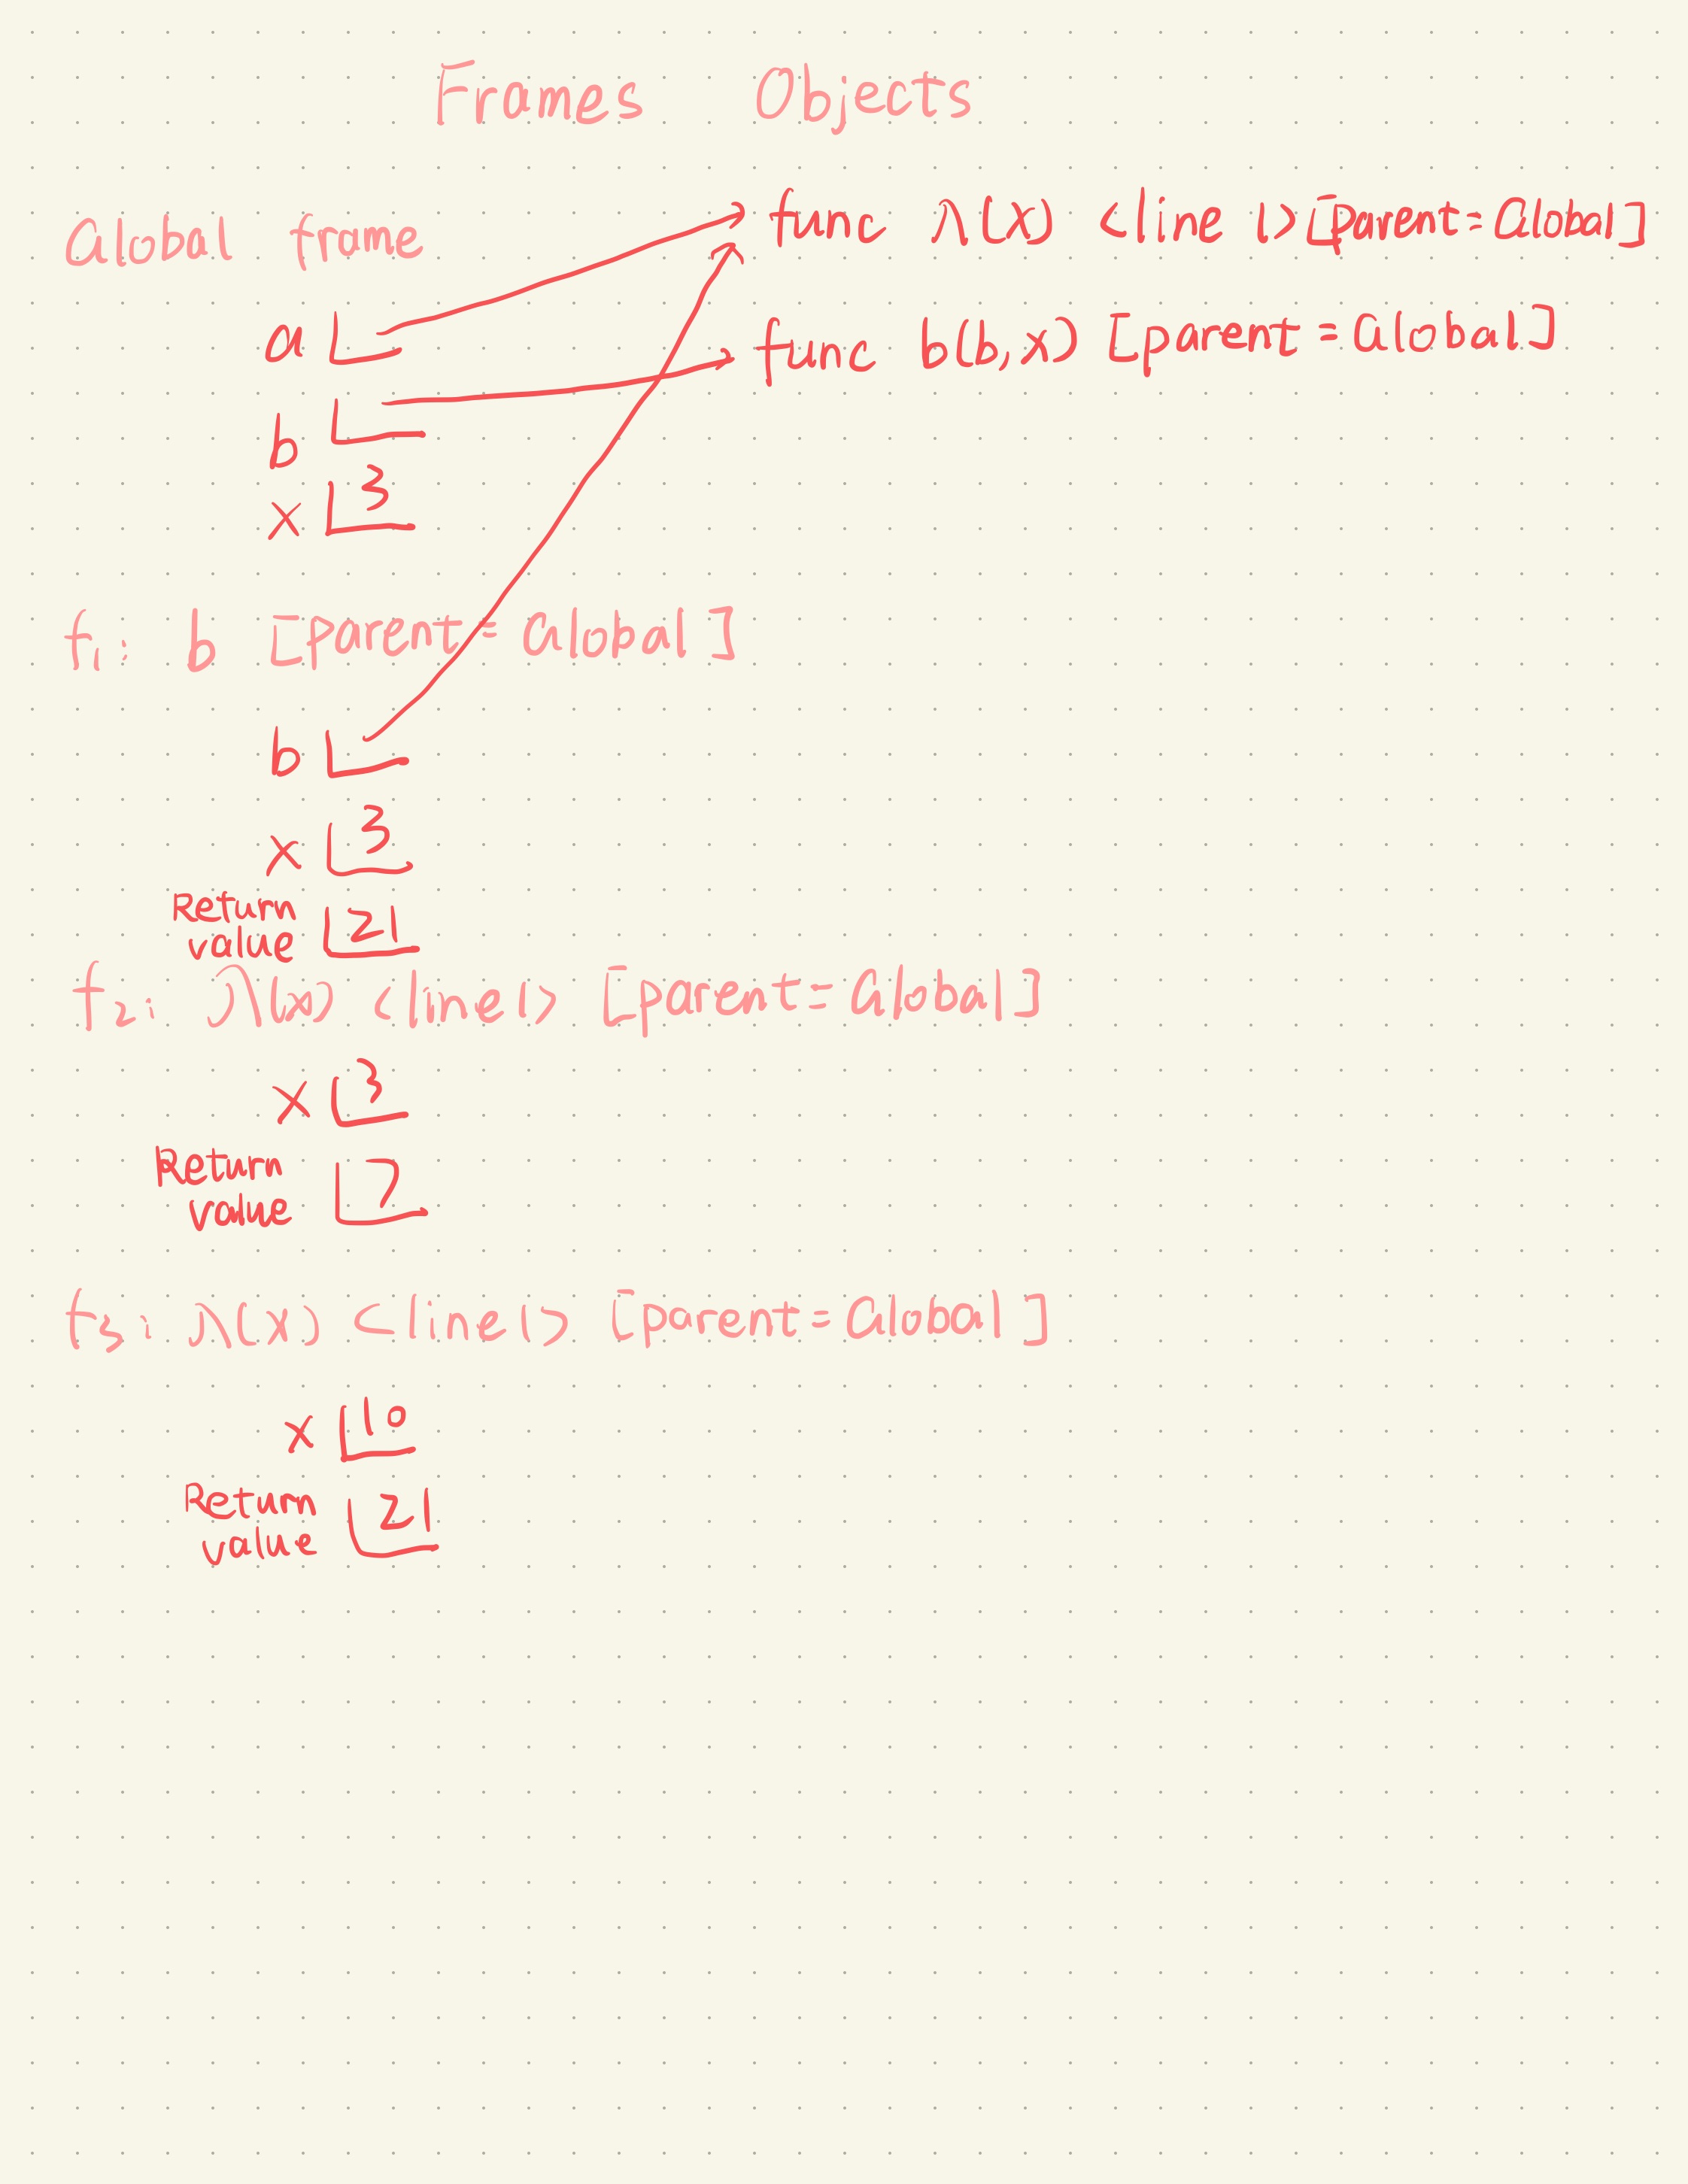 Frames Objects
Global frame
func λ(x) <line 1> [parent=Global]
a
func b(b, x) [parent=Global]
b
x 3
f1: b [parent=Global]
b
x 3
Return value 21
f2: λ(x) <line 1> [parent=Global]
x 3
Return value 7
f3: λ(x) <line 1> [parent=Global]
x 10
Return value 21